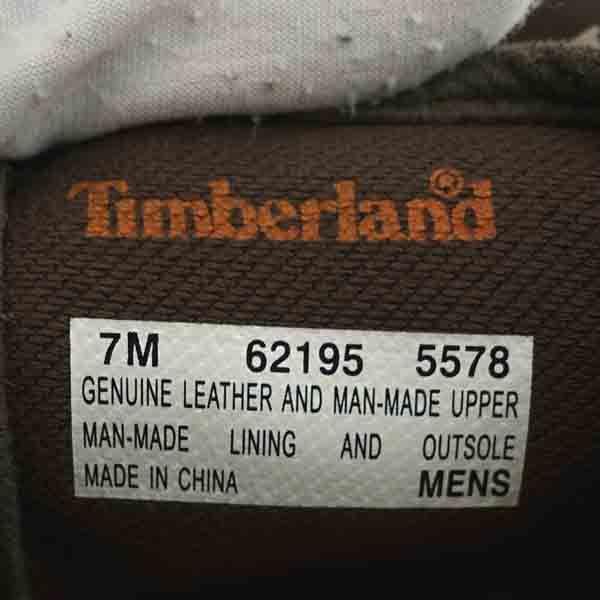 Timberland®
7M 62195 5578
GENUINE LEATHER AND MAN-MADE UPPER
MAN-MADE LINING AND OUTSOLE
MADE IN CHINA MENS